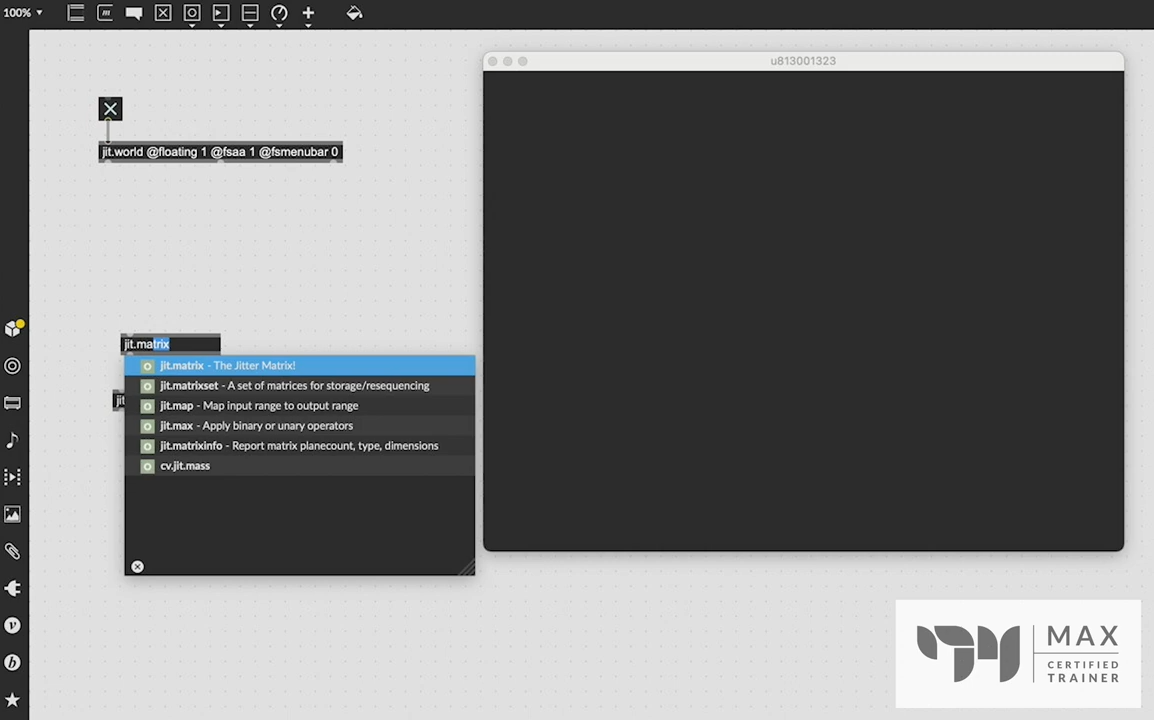 100%
u813001323
jit.world @floating 1 @fsaa 1 @fsmenubar 0
jit.matrix
jit.matrix - The Jitter Matrix!
jit.matrixset - A set of matrices for storage/resequencing
jit.map - Map input range to output range
jit
jit.max - Apply binary or unary operators
jit.matrixinfo - Report matrix planecount, type, dimensions
cv.jit.mass
MAX
CERTIFIED
TRAINER